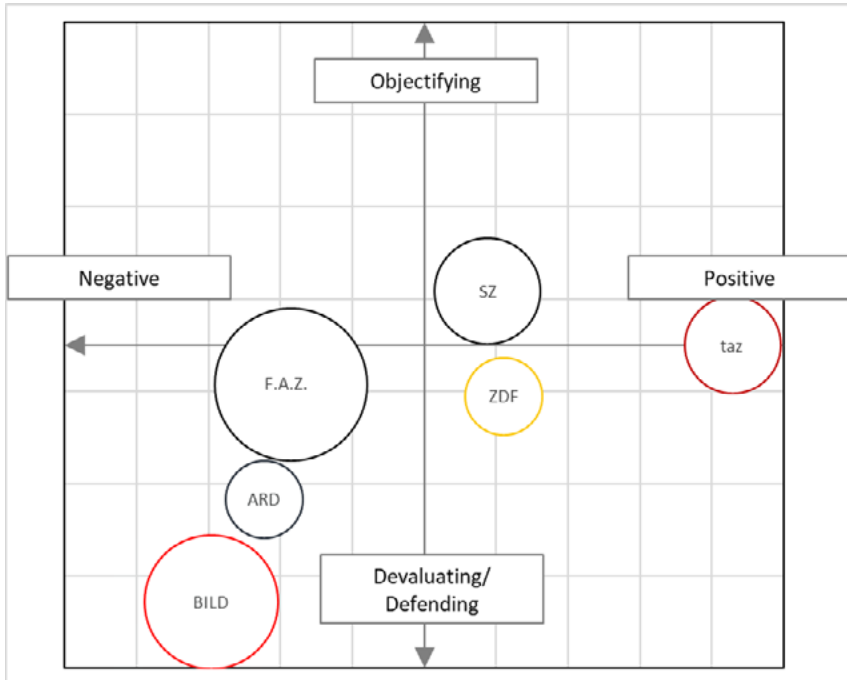 Objectifying
Negative
SZ
Positive
taz
F.A.Z.
ZDF
ARD
Devaluating/
Defending
BILD